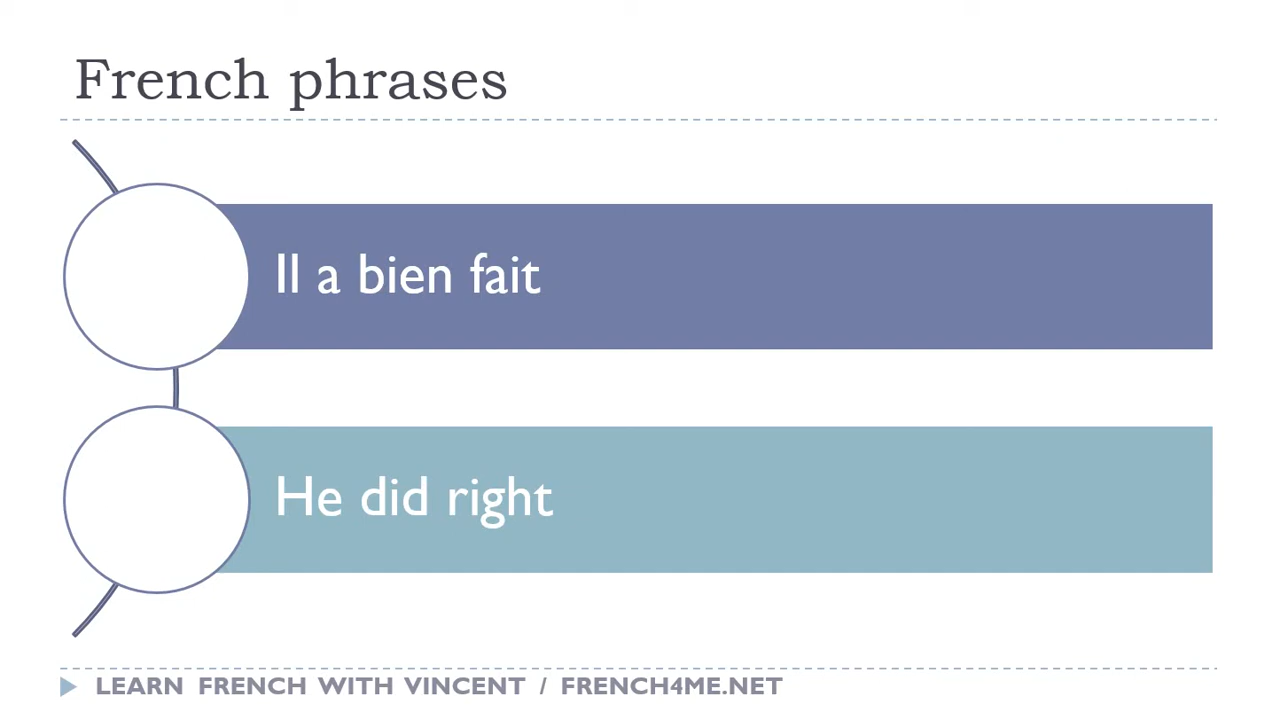 French phrases
Il a bien fait
He did right
LEARN FRENCH WITH VINCENT / FRENCH4ME.NET